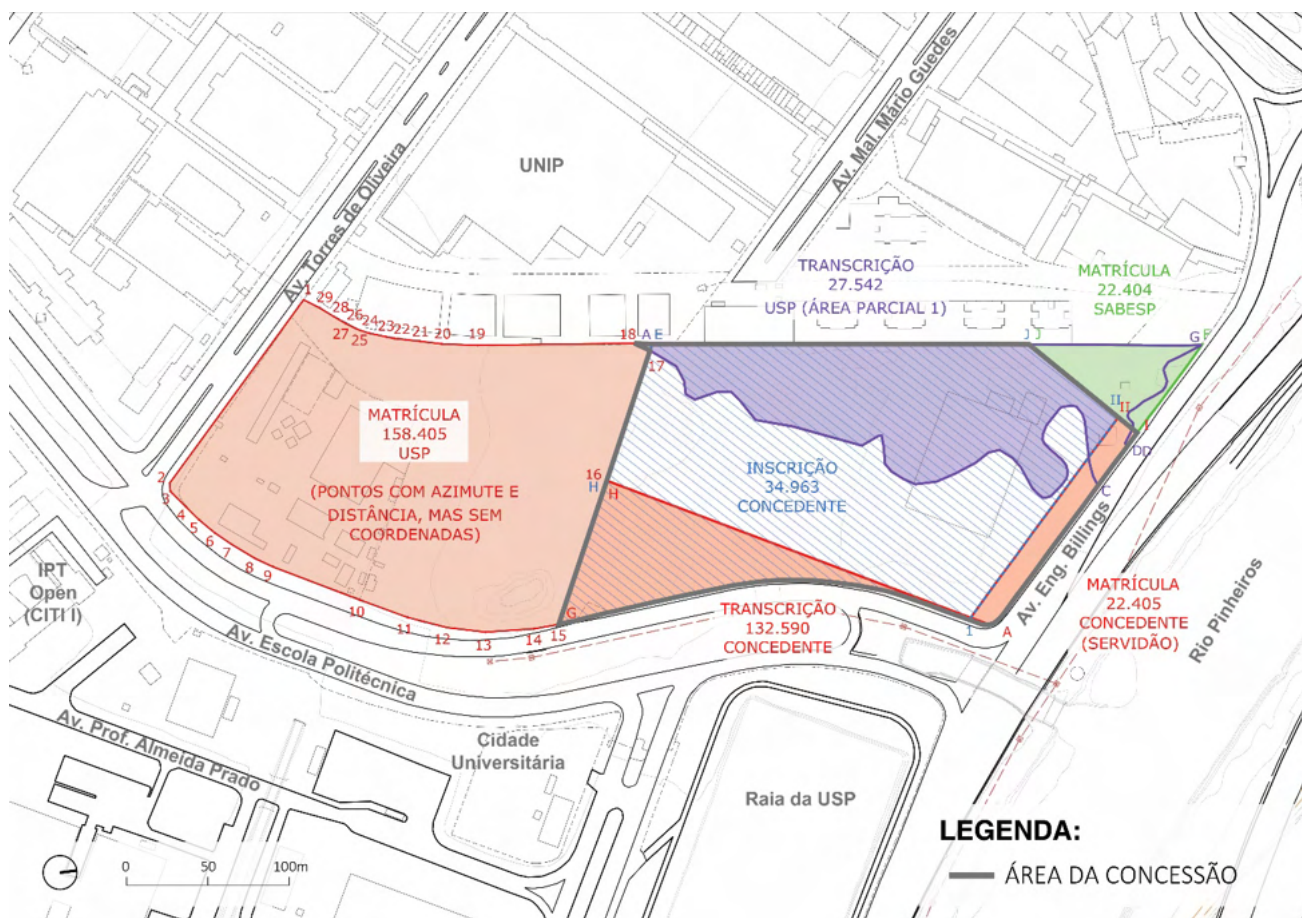 Av. Torres de Oliveira
UNIP
Av. Mal. Mário Guedes
TRANSCRIÇÃO
27.542
USP (ÁREA PARCIAL 1)
MATRÍCULA
22.404
SABESP
1
29
28
26
24
23
22
21
20
19
18
A
E
J
J
G
F
27
25
17
MATRÍCULA
158.405
USP
(PONTOS COM AZIMUTE E
DISTÂNCIA, MAS SEM
COORDENADAS)
II
II
I
DD
C
16
H
H
INSCRIÇÃO
34.963
CONCEDENTE
2
3
4
5
6
7
8
9
10
11
12
13
14
15
G
I
A
Av. Eng. Billings
Rio Pinheiros
IPT
Open
(CITI I)
TRANSCRIÇÃO
132.590
CONCEDENTE
MATRÍCULA
22.405
CONCEDENTE
(SERVIDÃO)
Av. Escola Politécnica
Av. Prof. Almeida Prado
Cidade
Universitária
Raia da USP
0 50 100m
LEGENDA:
ÁREA DA CONCESSÃO